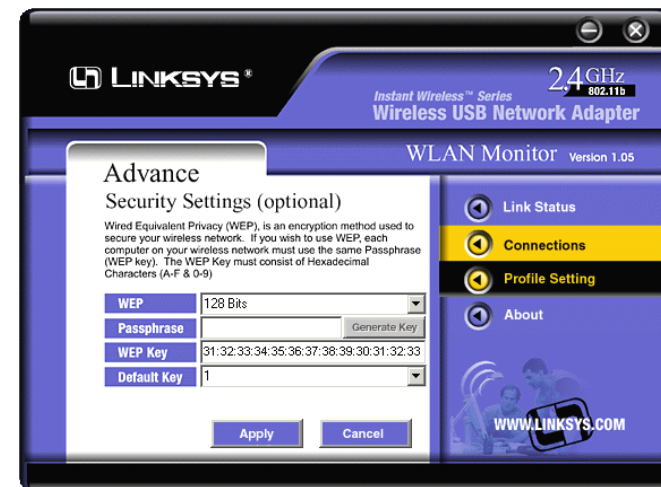 LINKSYS®
2,4 GHz
802.11b
Instant Wireless™ Series
Wireless USB Network Adapter
WLAN Monitor Version 1.05
Advance
Security Settings (optional)
Wired Equivalent Privacy (WEP), is an encryption method used to
secure your wireless network. If you wish to use WEP, each
computer on your wireless network must use the same Passphrase
(WEP key). The WEP Key must consist of Hexadecimal
Characters (A-F & 0-9)
WEP 128 Bits
Passphrase Generate Key
WEP Key 31:32:33:34:35:36:37:38:39:30:31:32:33
Default Key 1
Apply Cancel
Link Status
Connections
Profile Setting
About
WWW.LINKSYS.COM